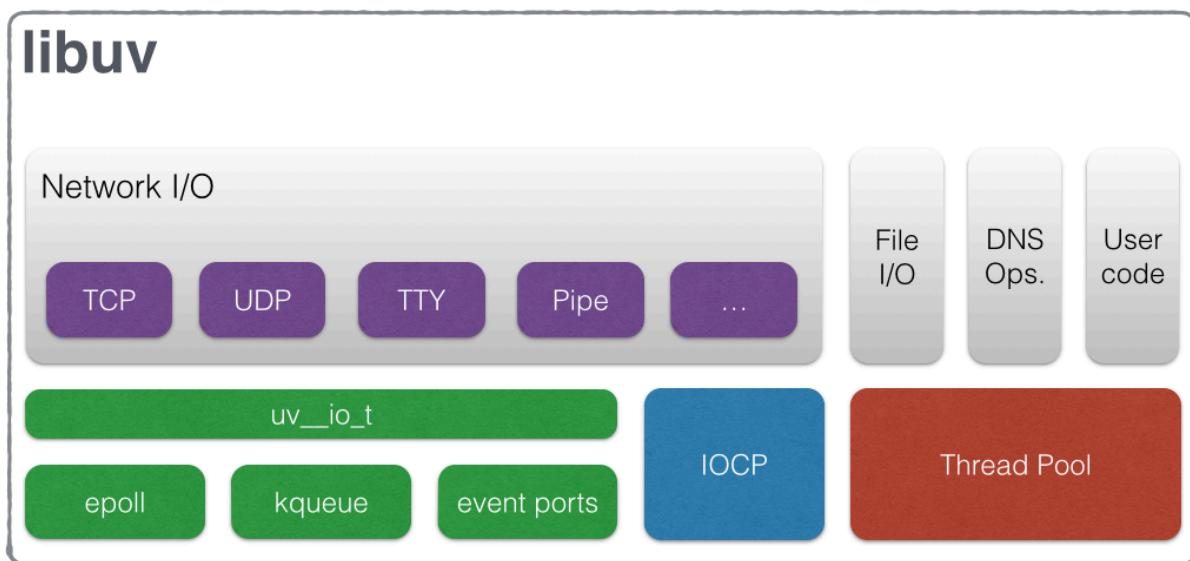 libuv
Network I/O
TCP
UDP
TTY
Pipe
...
File
I/O
DNS
Ops.
User
code
uv__io_t
IOCP
Thread Pool
epoll
kqueue
event ports